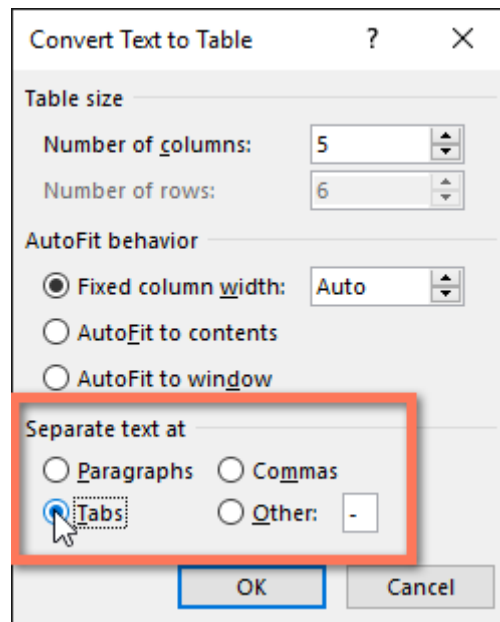 Convert Text to Table ? ×
Table size
Number of columns: 5
Number of rows: 6
AutoFit behavior
Fixed column width: Auto
AutoFit to contents
AutoFit to window
Separate text at
Paragraphs Commas
Tabs Other: -
OK Cancel